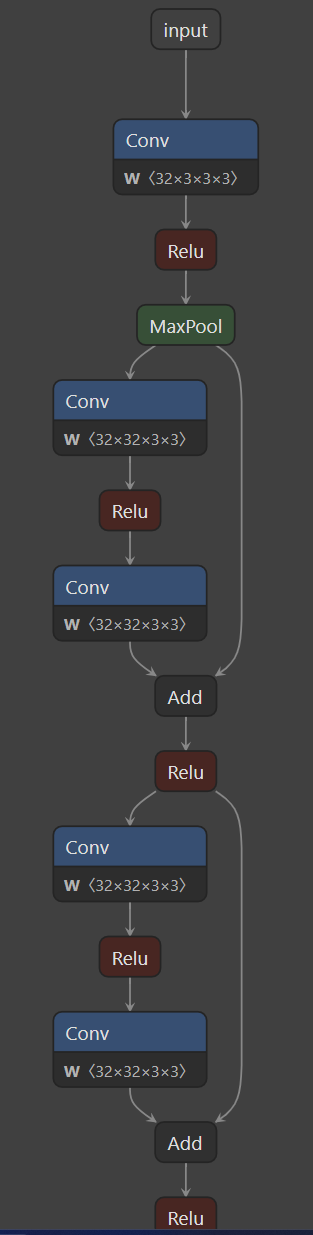 input
Conv
W〈32×3×3×3〉
Relu
MaxPool
Conv
W〈32×32×3×3〉
Relu
Conv
W〈32×32×3×3〉
Add
Relu
Conv
W〈32×32×3×3〉
Relu
Conv
W〈32×32×3×3〉
Add
Relu